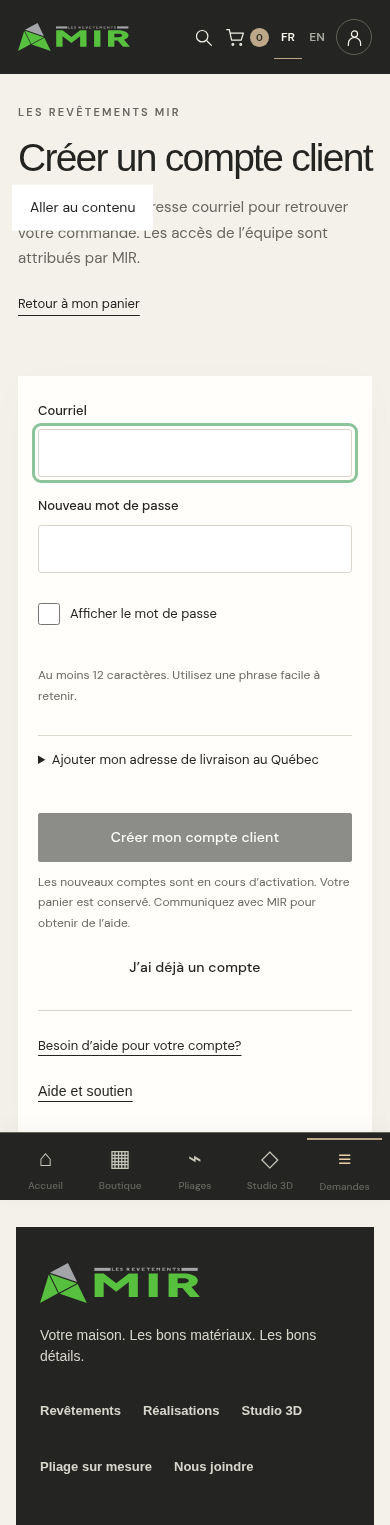 LES REVÊTEMENTS
MIR
0
FR
EN
LES REVÊTEMENTS MIR
Créer un compte client
Aller au contenu
resse courriel pour retrouver
votre commande. Les accès de l’équipe sont
attribués par MIR.
Retour à mon panier
Courriel
Nouveau mot de passe
Afficher le mot de passe
Au moins 12 caractères. Utilisez une phrase facile à
retenir.
Ajouter mon adresse de livraison au Québec
Créer mon compte client
Les nouveaux comptes sont en cours d’activation. Votre
panier est conservé. Communiquez avec MIR pour
obtenir de l’aide.
J’ai déjà un compte
Besoin d’aide pour votre compte?
Aide et soutien
Accueil
Boutique
Pliages
Studio 3D
Demandes
LES REVÊTEMENTS
MIR
Votre maison. Les bons matériaux. Les bons
détails.
Revêtements Réalisations Studio 3D
Pliage sur mesure Nous joindre